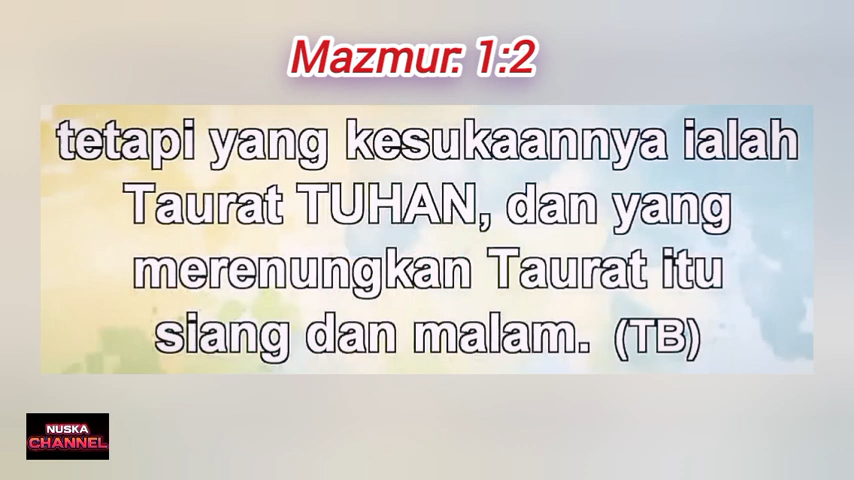 Mazmur: 1:2
tetapi yang kesukaannya ialah
Taurat TUHAN, dan yang
merenungkan Taurat itu
siang dan malam. (TB)
NUSKA
CHANNEL